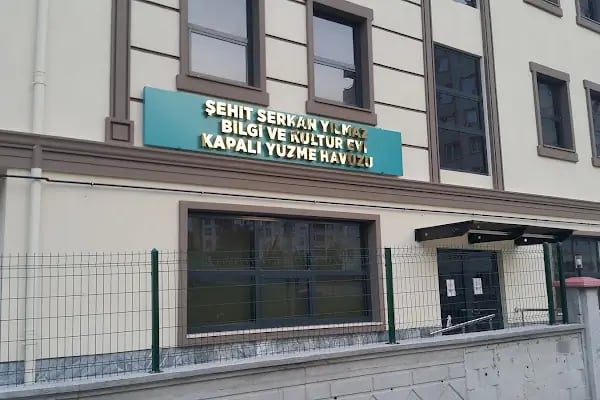 ŞEHİT SERKAN YILMAZ
BİLGİ VE KÜLTÜR EVİ
KAPALI YÜZME HAVUZU